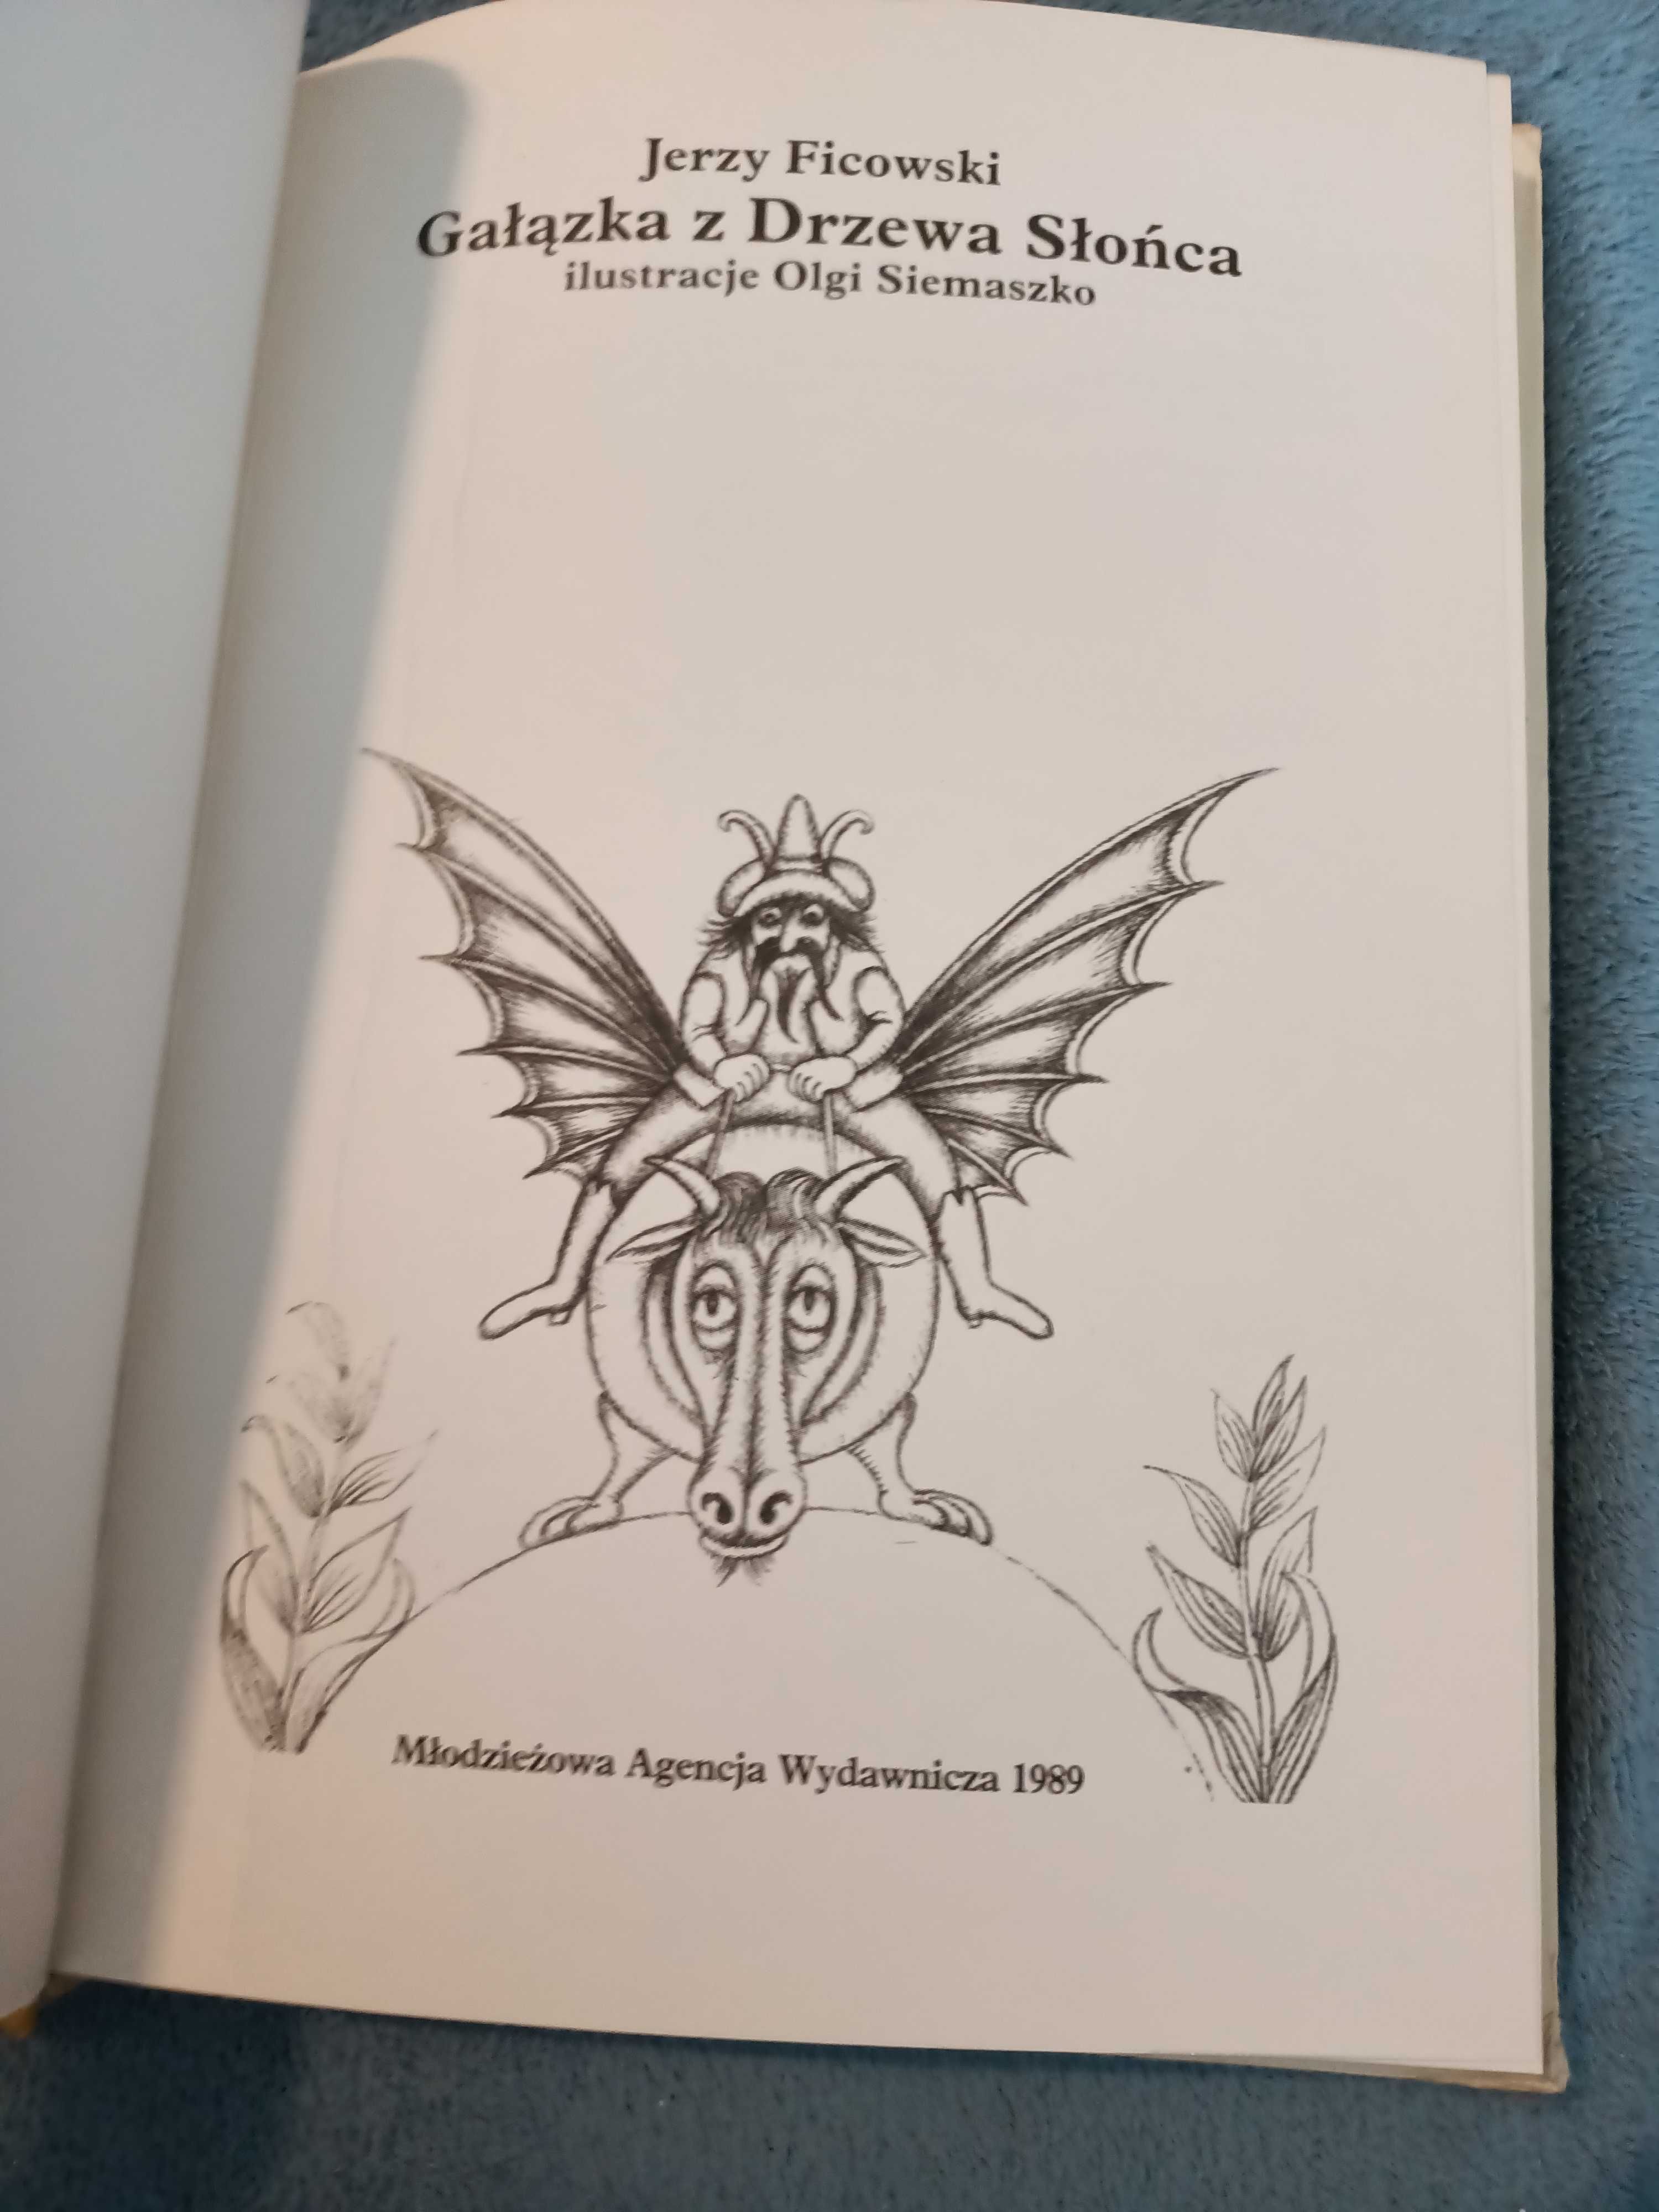 Jerzy Ficowski
Gałązka z Drzewa Słońca
ilustracje Olgi Siemaszko
Młodzieżowa Agencja Wydawnicza 1989